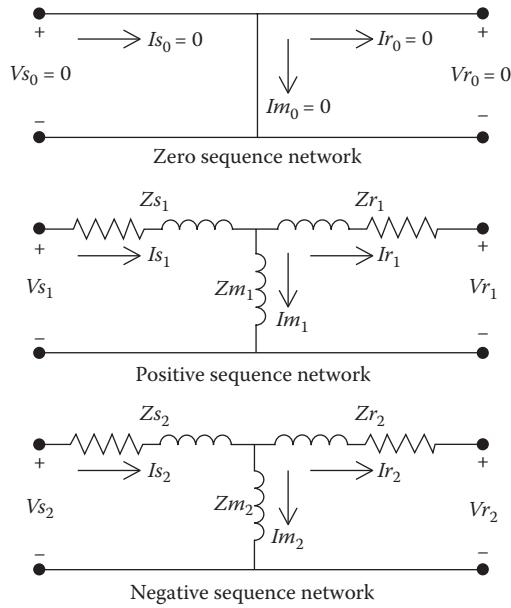 + Is₀ = 0 Ir₀ = 0 +
Vs₀ = 0 Vr₀ = 0
Im₀ = 0
− −
Zero sequence network
Zs₁ Zr₁
+ Is₁ Ir₁ +
Vs₁ Zm₁ Vr₁
Im₁
− −
Positive sequence network
Zs₂ Zr₂
+ Is₂ Ir₂ +
Vs₂ Zm₂ Vr₂
Im₂
− −
Negative sequence network